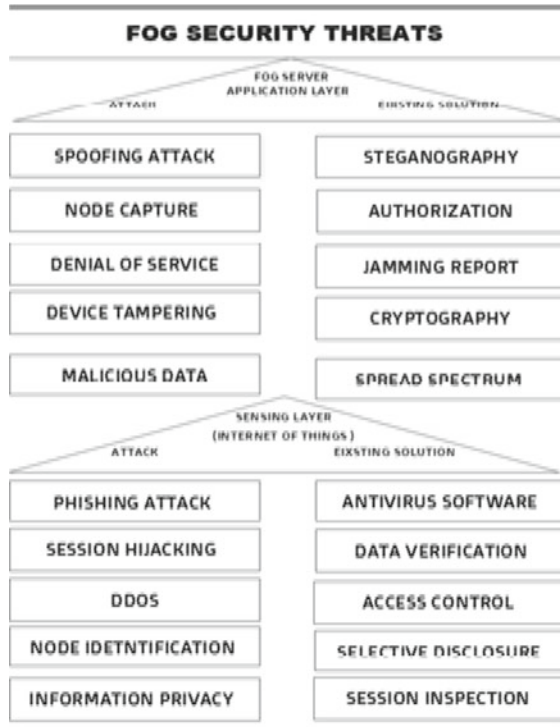 FOG SECURITY THREATS
FOG SERVER
APPLICATION LAYER
ATTACH EIXISTING SOLUTION
SPOOFING ATTACK STEGANOGRAPHY
NODE CAPTURE AUTHORIZATION
DENIAL OF SERVICE JAMMING REPORT
DEVICE TAMPERING CRYPTOGRAPHY
MALICIOUS DATA SPREAD SPECTRUM
SENSING LAYER
(INTERNET OF THINGS)
ATTACK EIXSTING SOLUTION
PHISHING ATTACK ANTIVIRUS SOFTWARE
SESSION HIJACKING DATA VERIFICATION
DDOS ACCESS CONTROL
NODE IDETNTIFICATION SELECTIVE DISCLOSURE
INFORMATION PRIVACY SESSION INSPECTION